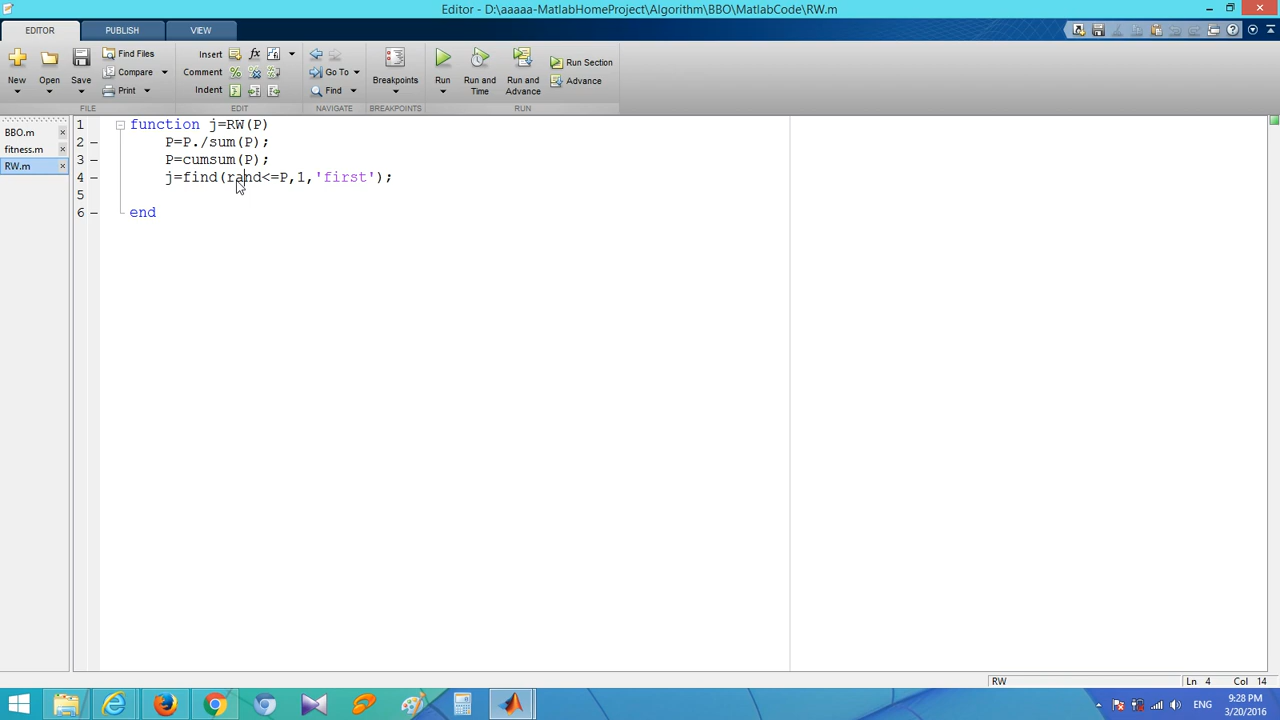 Editor - D:\aaaaa-MatlabHomeProject\Algorithm\BBO\MatlabCode\RW.m
EDITOR PUBLISH VIEW
New Open Save Find Files Compare Print
Insert fx
Comment
Indent
Go To
Find
Breakpoints
Run
Run and Time
Run and Advance
Run Section
Advance
FILE EDIT NAVIGATE BREAKPOINTS RUN
BBO.m
fitness.m
RW.m
1 function j=RW(P)
2 – P=P./sum(P);
3 – P=cumsum(P);
4 – j=find(rand<=P,1,'first');
5
6 – end
RW Ln 4 Col 14
ENG 9:28 PM
3/20/2016